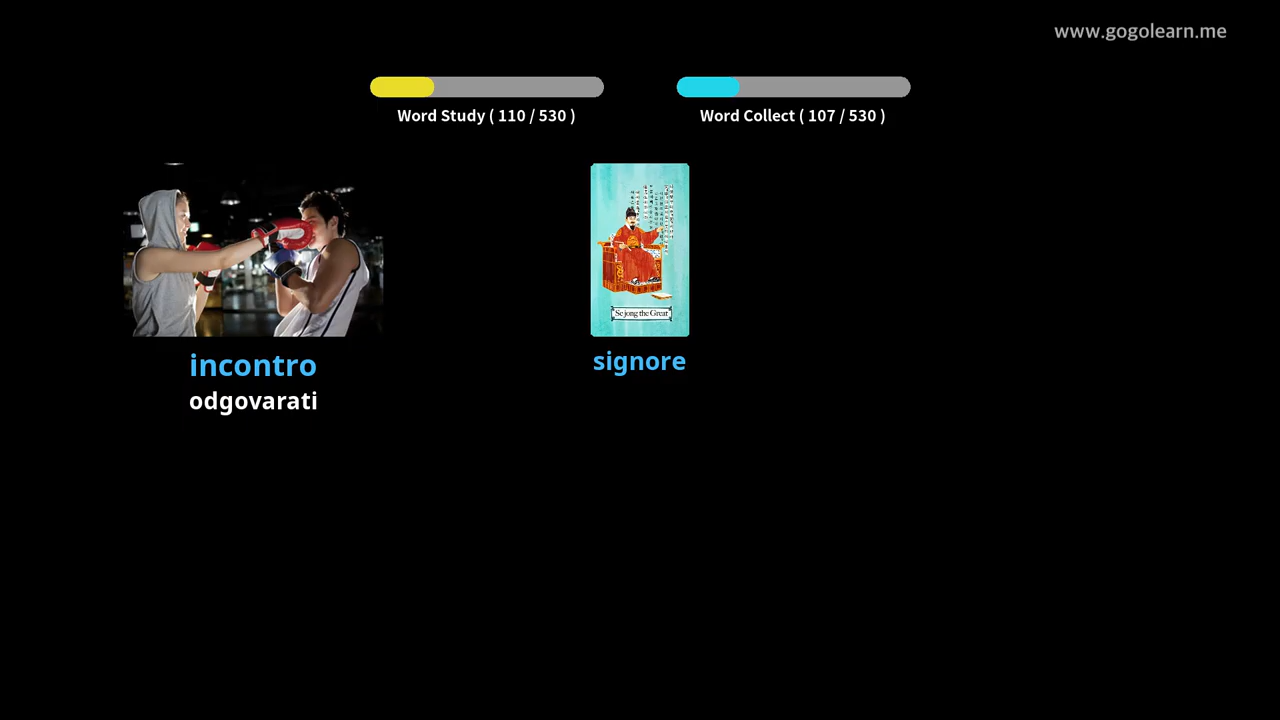 www.gogolearn.me
Word Study ( 110 / 530 )
Word Collect ( 107 / 530 )
Sejong the Great
incontro
signore
odgovarati